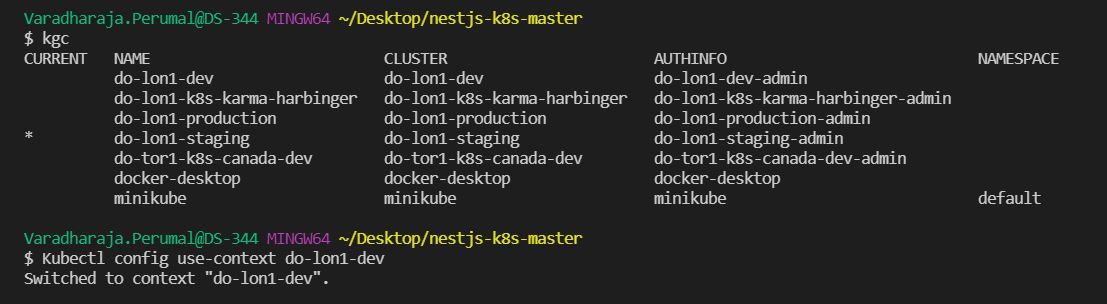 Varadharaja.Perumal@DS-344 MINGW64 ~/Desktop/nestjs-k8s-master
$ kgc
CURRENT NAME CLUSTER AUTHINFO NAMESPACE
do-lon1-dev do-lon1-dev do-lon1-dev-admin
do-lon1-k8s-karma-harbinger do-lon1-k8s-karma-harbinger do-lon1-k8s-karma-harbinger-admin
do-lon1-production do-lon1-production do-lon1-production-admin
* do-lon1-staging do-lon1-staging do-lon1-staging-admin
do-tor1-k8s-canada-dev do-tor1-k8s-canada-dev do-tor1-k8s-canada-dev-admin
docker-desktop docker-desktop docker-desktop
minikube minikube minikube default
Varadharaja.Perumal@DS-344 MINGW64 ~/Desktop/nestjs-k8s-master
$ Kubectl config use-context do-lon1-dev
Switched to context "do-lon1-dev".